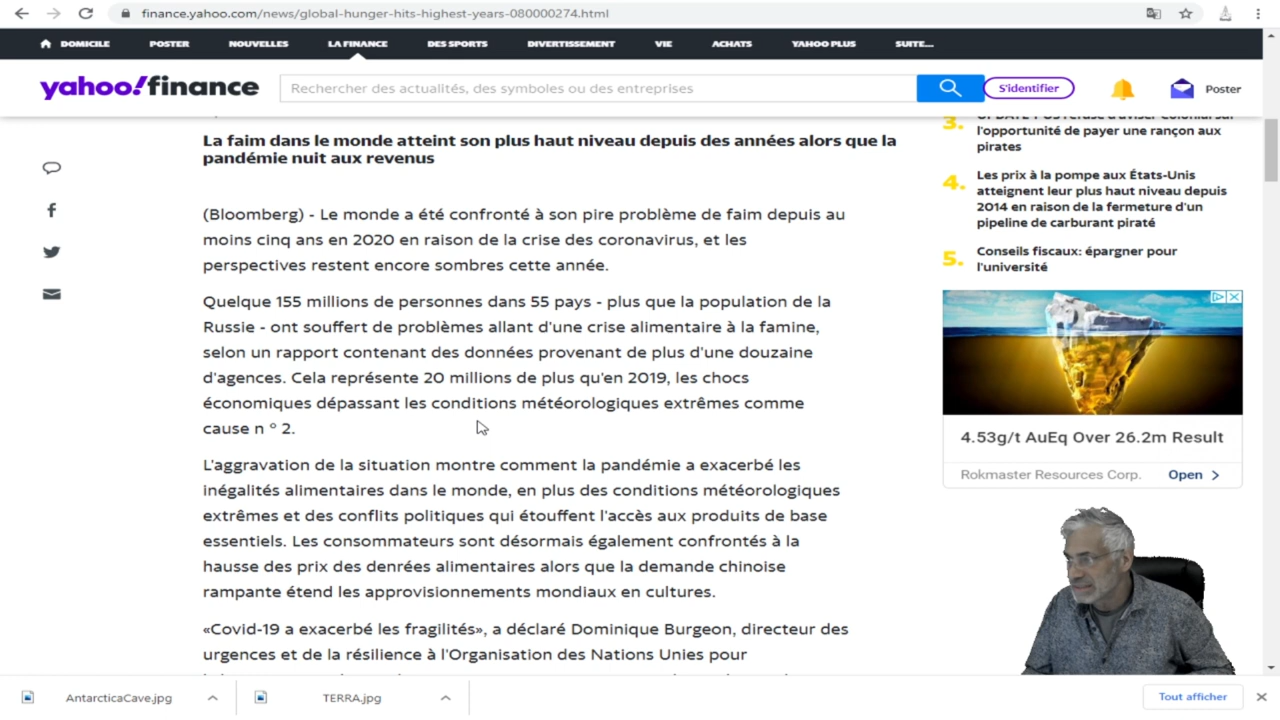 finance.yahoo.com/news/global-hunger-hits-highest-years-080000274.html
DOMICILE POSTER NOUVELLES LA FINANCE DES SPORTS DIVERTISSEMENT VIE ACHATS YAHOO PLUS SUITE...
yahoo!finance
Rechercher des actualités, des symboles ou des entreprises
S'identifier
Poster
La faim dans le monde atteint son plus haut niveau depuis des années alors que la
pandémie nuit aux revenus
(Bloomberg) - Le monde a été confronté à son pire problème de faim depuis au
moins cinq ans en 2020 en raison de la crise des coronavirus, et les
perspectives restent encore sombres cette année.
Quelque 155 millions de personnes dans 55 pays - plus que la population de la
Russie - ont souffert de problèmes allant d'une crise alimentaire à la famine,
selon un rapport contenant des données provenant de plus d'une douzaine
d'agences. Cela représente 20 millions de plus qu'en 2019, les chocs
économiques dépassant les conditions météorologiques extrêmes comme
cause n ° 2.
L'aggravation de la situation montre comment la pandémie a exacerbé les
inégalités alimentaires dans le monde, en plus des conditions météorologiques
extrêmes et des conflits politiques qui étouffent l'accès aux produits de base
essentiels. Les consommateurs sont désormais également confrontés à la
hausse des prix des denrées alimentaires alors que la demande chinoise
rampante étend les approvisionnements mondiaux en cultures.
«Covid-19 a exacerbé les fragilités», a déclaré Dominique Burgeon, directeur des
urgences et de la résilience à l'Organisation des Nations Unies pour
3.
l'opportunité de payer une rançon aux
pirates
4. Les prix à la pompe aux États-Unis
atteignent leur plus haut niveau depuis
2014 en raison de la fermeture d'un
pipeline de carburant piraté
5. Conseils fiscaux: épargner pour
l'université
4.53g/t AuEq Over 26.2m Result
Rokmaster Resources Corp. Open >
AntarcticaCave.jpg
TERRA.jpg
Tout afficher